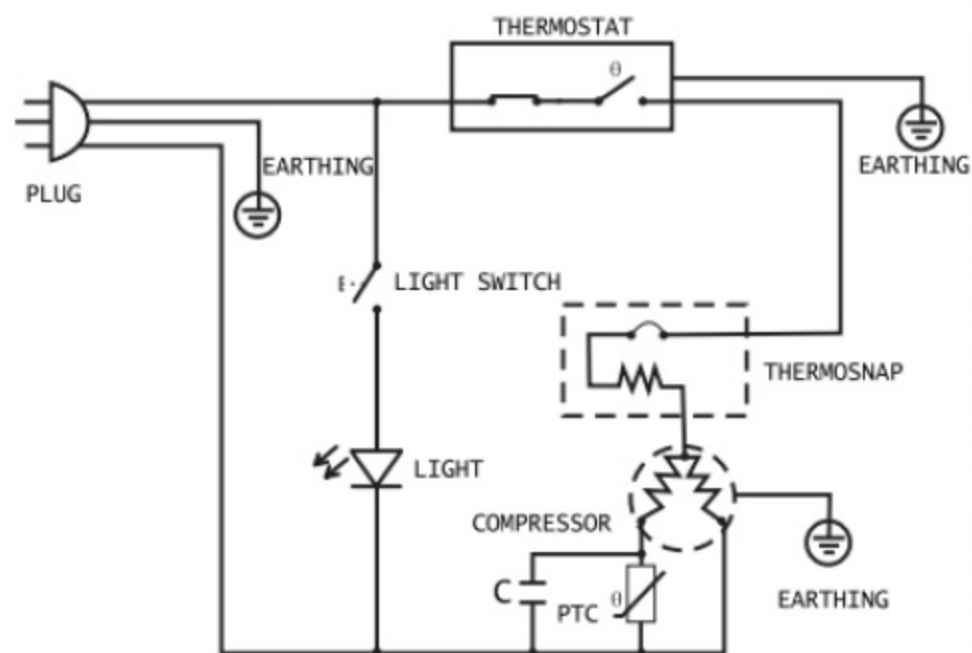 THERMOSTAT
θ
EARTHING
EARTHING
PLUG
LIGHT SWITCH
THERMOSNAP
LIGHT
COMPRESSOR
C
PTC
θ
EARTHING